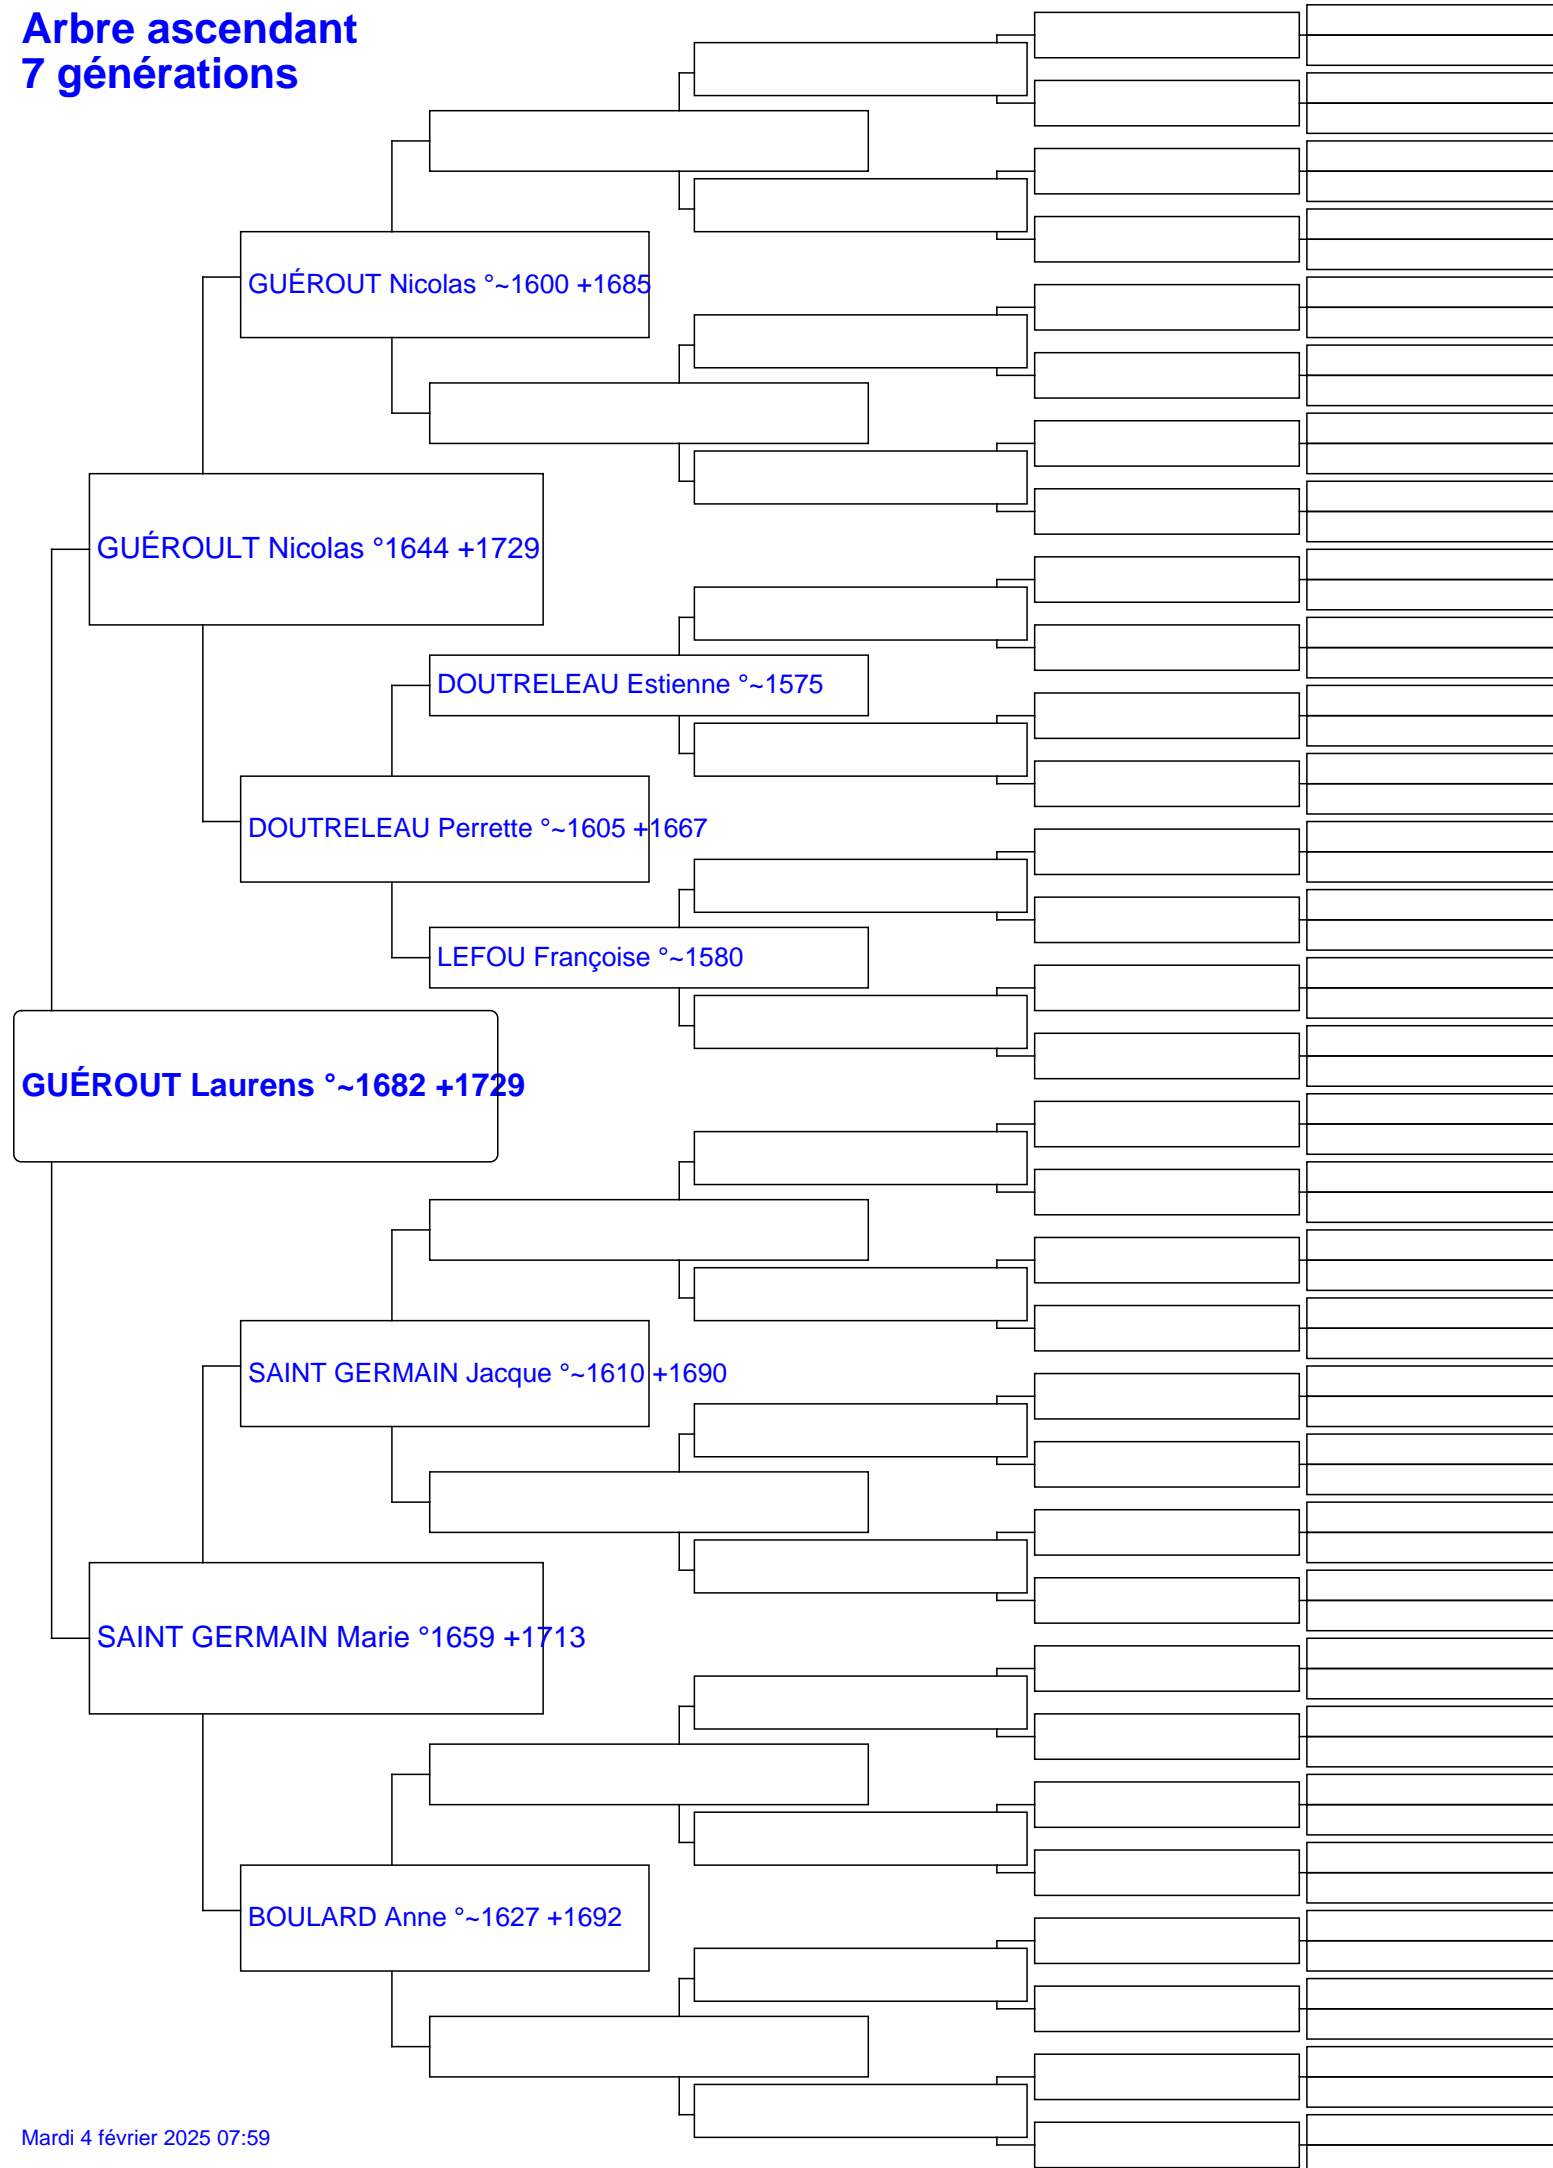 Arbre ascendant
7 générations
GUÉROUT Nicolas °~1600 +1685
GUÉROULT Nicolas °1644 +1729
DOUTRELEAU Estienne °~1575
DOUTRELEAU Perrette °~1605 +1667
LEFOU Françoise °~1580
GUÉROUT Laurens °~1682 +1729
SAINT GERMAIN Jacque °~1610 +1690
SAINT GERMAIN Marie °1659 +1713
BOULARD Anne °~1627 +1692
Mardi 4 février 2025 07:59